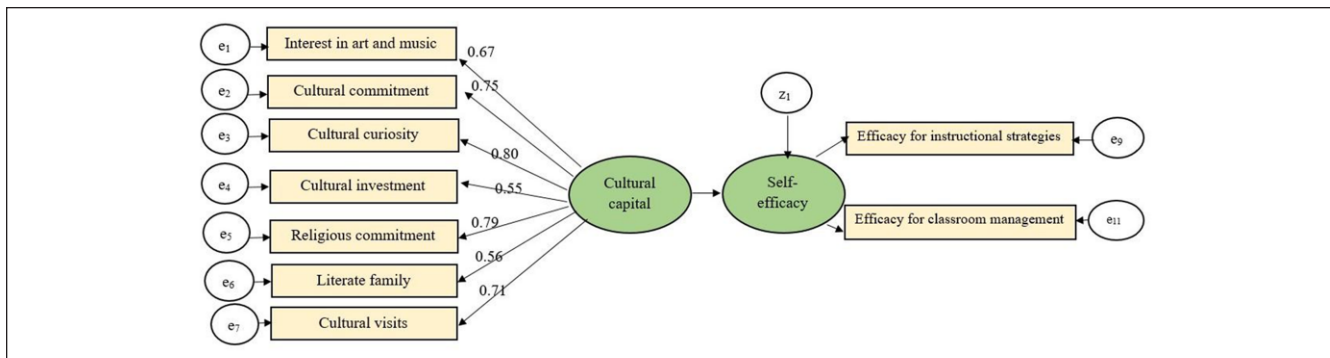 e1
Interest in art and music
0.67
e2
Cultural commitment
0.75
e3
Cultural curiosity
0.80
e4
Cultural investment
0.55
e5
Religious commitment
0.79
e6
Literate family
0.56
e7
Cultural visits
0.71
Cultural
capital
z1
Self-
efficacy
Efficacy for instructional strategies
e9
Efficacy for classroom management
e11